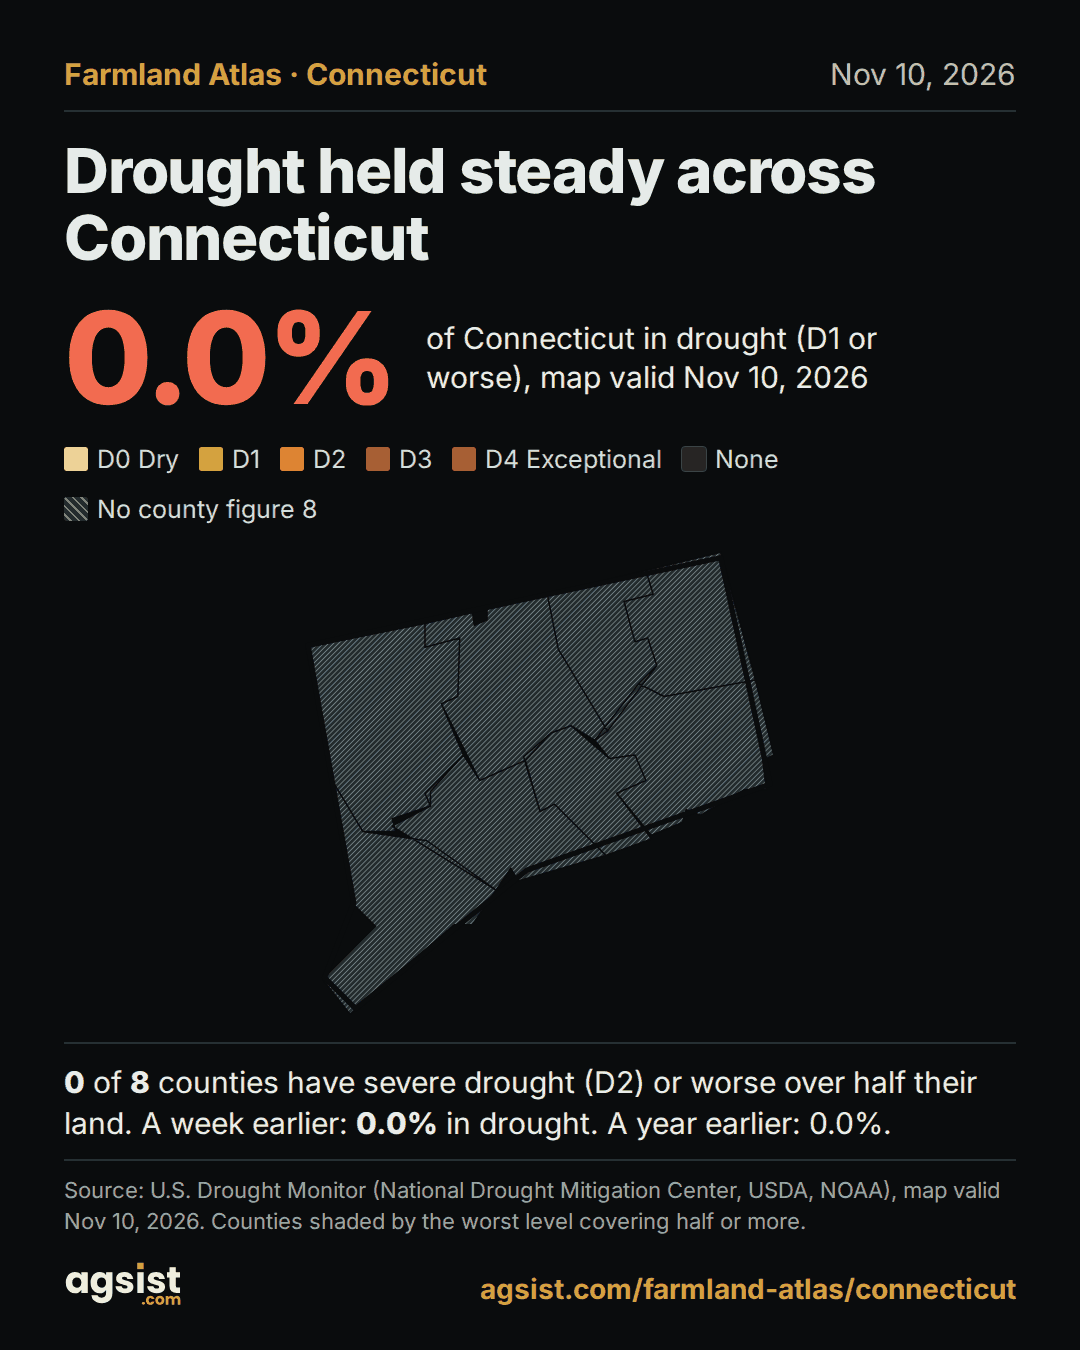 Farmland Atlas · Connecticut
Nov 10, 2026
Drought held steady across
Connecticut
0.0%
of Connecticut in drought (D1 or
worse), map valid Nov 10, 2026
D0 Dry D1 D2 D3 D4 Exceptional None
No county figure 8
0 of 8 counties have severe drought (D2) or worse over half their
land. A week earlier: 0.0% in drought. A year earlier: 0.0%.
Source: U.S. Drought Monitor (National Drought Mitigation Center, USDA, NOAA), map valid
Nov 10, 2026. Counties shaded by the worst level covering half or more.
agsist
.com
agsist.com/farmland-atlas/connecticut